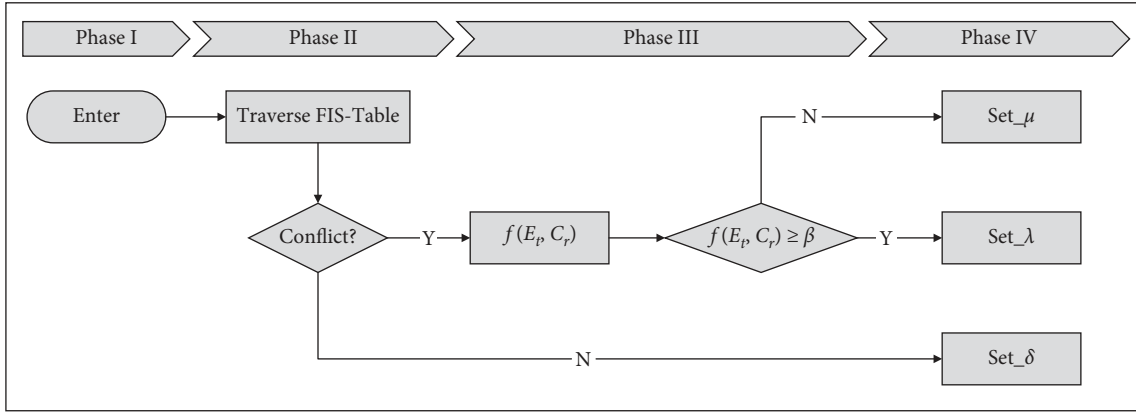 Phase I
Phase II
Phase III
Phase IV
Enter
Traverse FIS-Table
N
Set_μ
Conflict?
Y
f (E_t, C_r)
f (E_t, C_r) ≥ β
Y
Set_λ
N
Set_δ